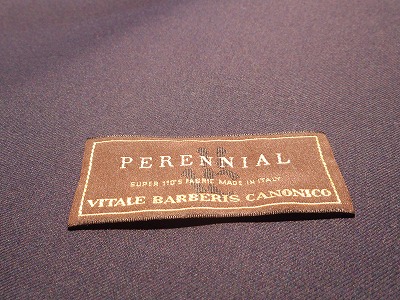 PERENNIAL
SUPER 110'S FABRIC MADE IN ITALY
VITALE BARBERIS CANONICO